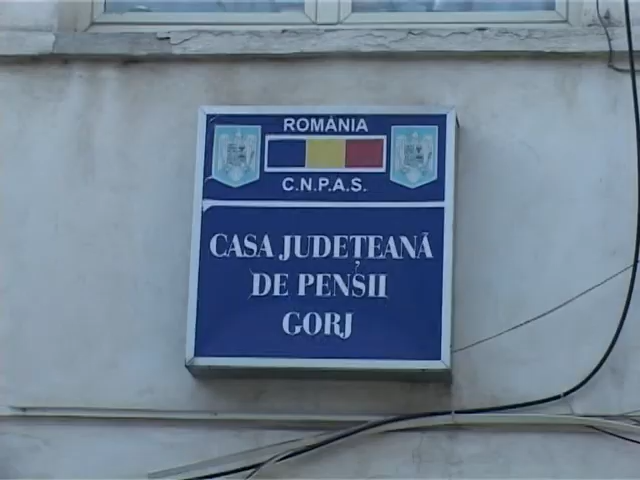 ROMÂNIA
C.N.P.A.S.
CASA JUDEȚEANĂ
DE PENSII
GORJ